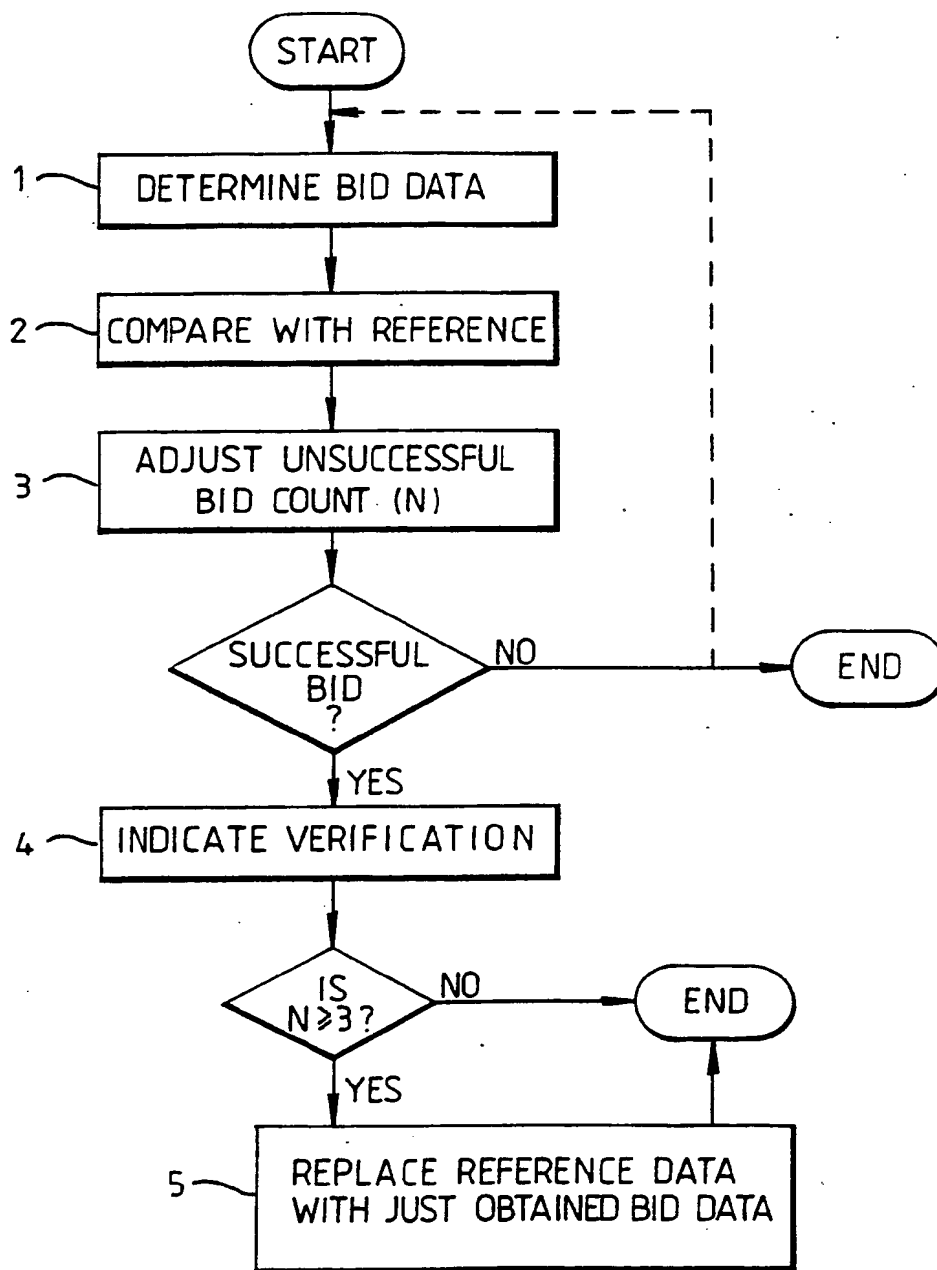 START
1
DETERMINE BID DATA
2
COMPARE WITH REFERENCE
3
ADJUST UNSUCCESSFUL
BID COUNT (N)
SUCCESSFUL
BID
?
NO
END
YES
4
INDICATE VERIFICATION
IS
N⩾3?
NO
END
YES
5
REPLACE REFERENCE DATA
WITH JUST OBTAINED BID DATA